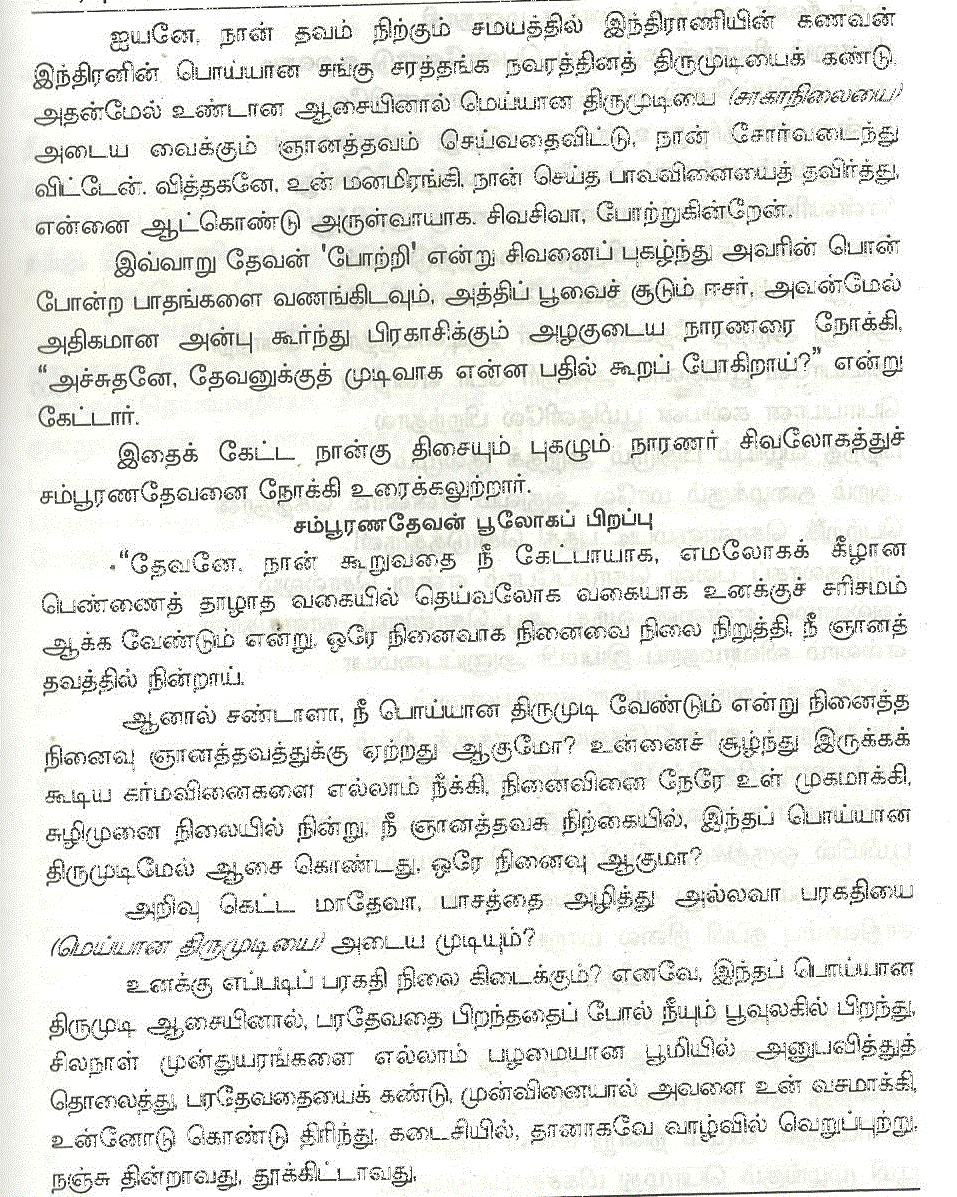 ஐயனே, நான் தவம் நிற்கும் சமயத்தில் இந்திராணியின் கணவன்
இந்திரனின் பொய்யான சங்கு சரத்தங்க நவரத்தினத் திருமுடியைக் கண்டு,
அதன்மேல் உண்டான ஆசையினால் மெய்யான திருமுடியை (சாகாநிலையை)
அடைய வைக்கும் ஞானத்தவம் செய்வதைவிட்டு, நான் சோர்வடைந்து
விட்டேன். வித்தகனே, உன் மனமிரங்கி, நான் செய்த பாவவினையைத் தவிர்த்து,
என்னை ஆட்கொண்டு அருள்வாயாக. சிவசிவா, போற்றுகின்றேன்.
இவ்வாறு தேவன் 'போற்றி' என்று சிவனைப் புகழ்ந்து அவரின் பொன்
போன்ற பாதங்களை வணங்கிடவும், அத்திப் பூவைச் சூடும் ஈசர், அவன்மேல்
அதிகமான அன்பு கூர்ந்து பிரகாசிக்கும் அழகுடைய நாரணரை நோக்கி,
“அச்சுதனே, தேவனுக்குத் முடிவாக என்ன பதில் கூறப் போகிறாய்?” என்று
கேட்டார்.
இதைக் கேட்ட நான்கு திசையும் புகழும் நாரணர் சிவலோகத்துச்
சம்பூரணதேவனை நோக்கி உரைக்கலுற்றார்.
சம்பூரணதேவன் பூலோகப் பிறப்பு
“தேவனே, நான் கூறுவதை நீ கேட்பாயாக, எமலோகக் கீழான
பெண்ணைத் தாழாத வகையில் தெய்வலோக வகையாக உனக்குச் சரிசமம்
ஆக்க வேண்டும் என்று, ஒரே நினைவாக நினைவை நிலை நிறுத்தி, நீ ஞானத்
தவத்தில் நின்றாய்.
ஆனால் சண்டாளா, நீ பொய்யான திருமுடி வேண்டும் என்று நினைத்த
நினைவு ஞானத்தவத்துக்கு ஏற்றது ஆகுமோ? உன்னைச் சூழ்ந்து இருக்கக்
கூடிய கர்மவினைகளை எல்லாம் நீக்கி, நினைவினை நேரே உள் முகமாக்கி,
சுழிமுனை நிலையில் நின்று, நீ ஞானத்தவசு நிற்கையில், இந்தப் பொய்யான
திருமுடிமேல் ஆசை கொண்டது, ஒரே நினைவு ஆகுமா?
அறிவு கெட்ட மாதேவா, பாசத்தை அழித்து அல்லவா பரகதியை
(மெய்யான திருமுடியை) அடைய முடியும்?
உனக்கு எப்படிப் பரகதி நிலை கிடைக்கும்? எனவே, இந்தப் பொய்யான
திருமுடி ஆசையினால், பரதேவதை பிறந்ததைப் போல் நீயும் பூவுலகில் பிறந்து,
சிலநாள் முன்துயரங்களை எல்லாம் பழமையான பூமியில் அனுபவித்துத்
தொலைத்து, பரதேவதையைக் கண்டு, முன்வினையால் அவளை உன் வசமாக்கி,
உன்னோடு கொண்டு திரிந்து, கடைசியில், தானாகவே வாழ்வில் வெறுப்புற்று,
நஞ்சு தின்றாவது, தூக்கிட்டாவது,